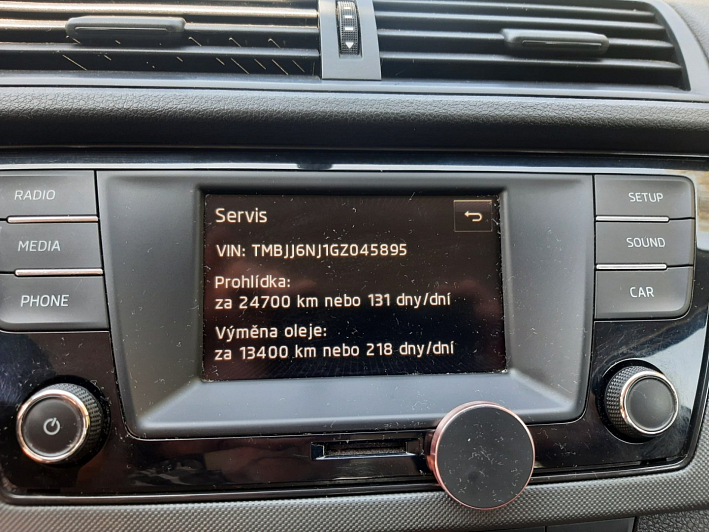 RADIO
MEDIA
PHONE
Servis
VIN: TMBJJ6NJ1GZ045895
Prohlídka:
za 24700 km nebo 131 dny/dní
Výměna oleje:
za 13400 km nebo 218 dny/dní
SETUP
SOUND
CAR